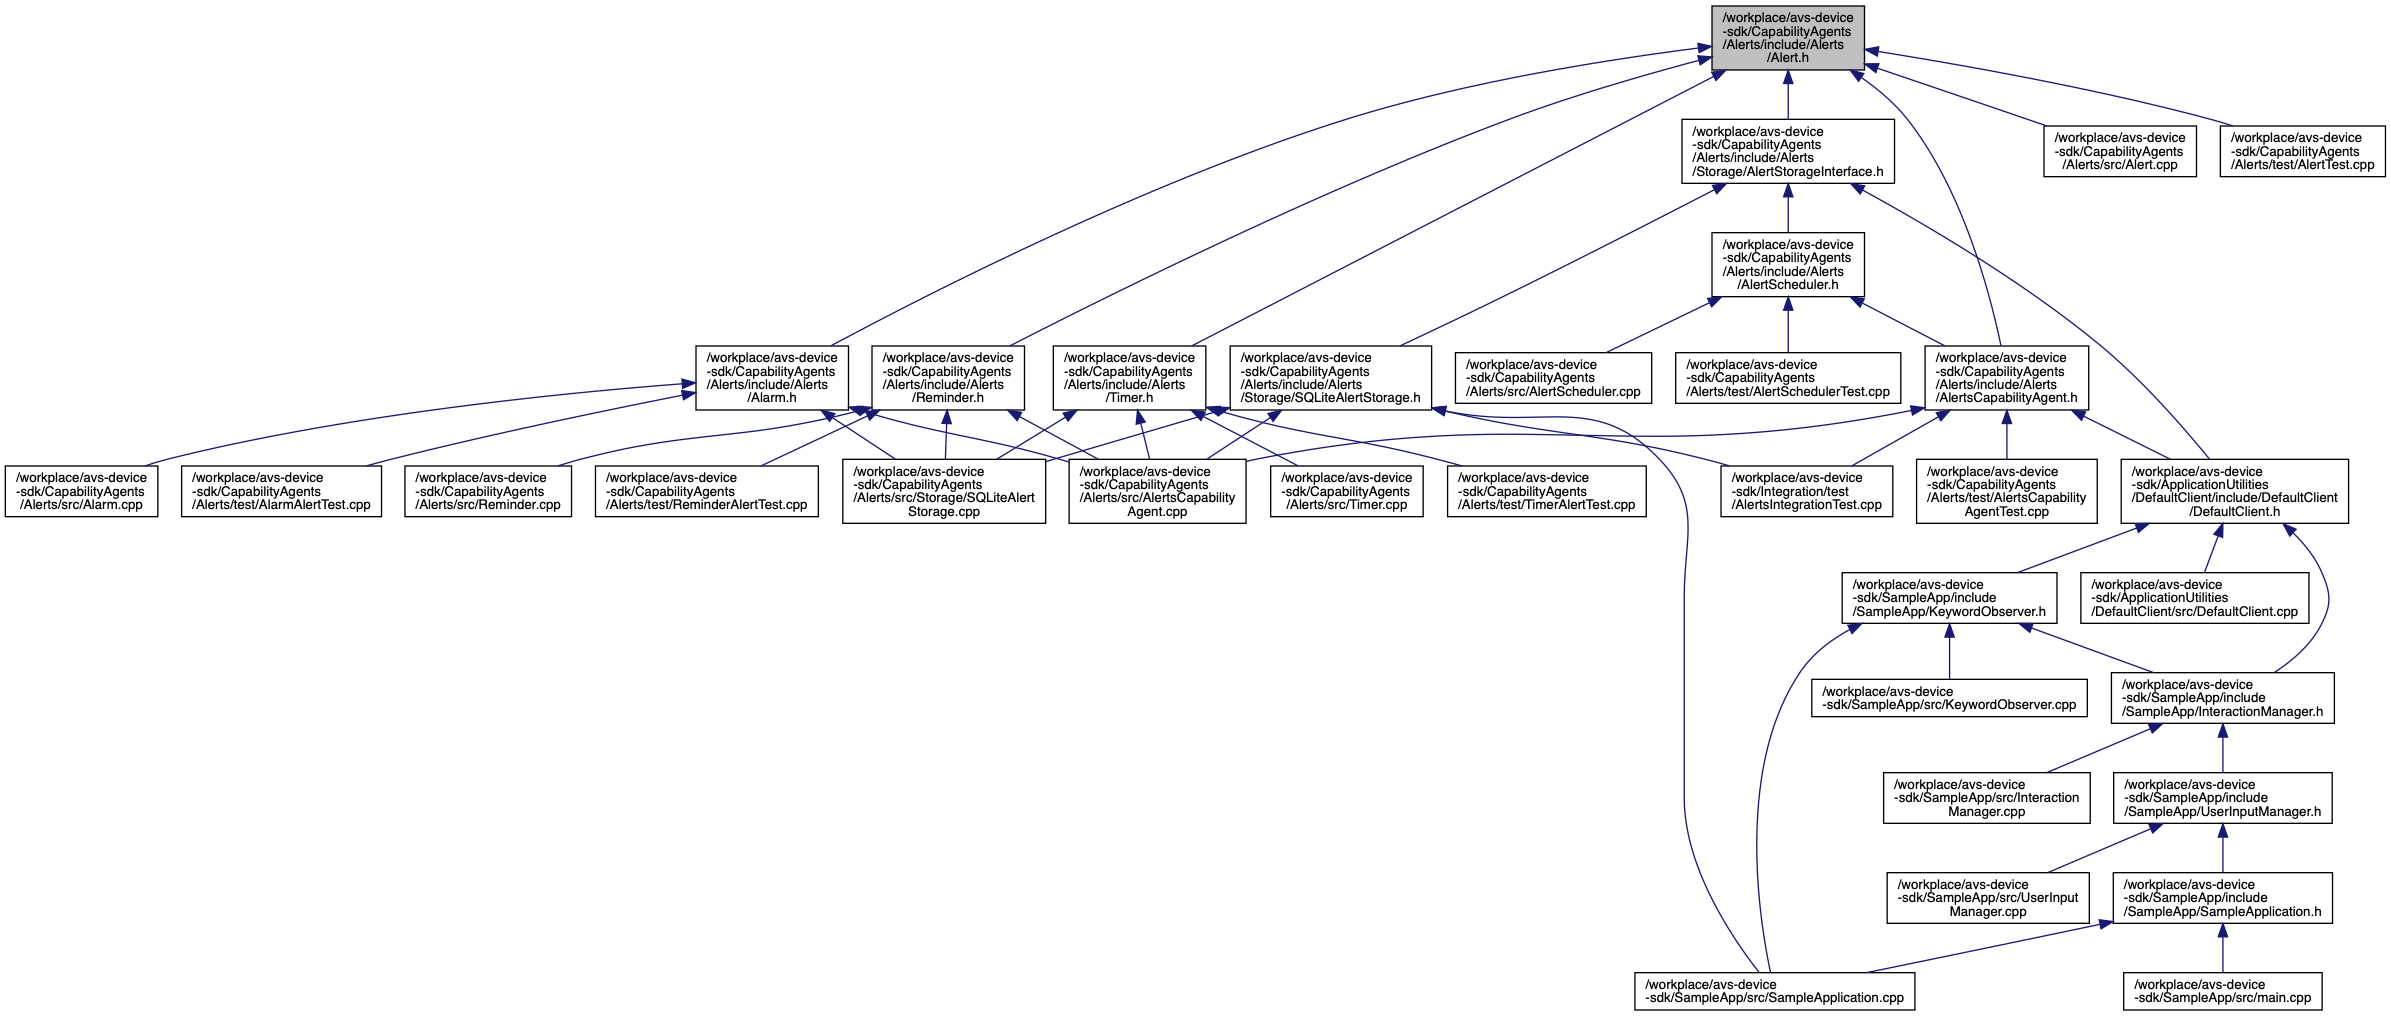 /workplace/avs-device
-sdk/CapabilityAgents
/Alerts/include/Alerts
/Alert.h
/workplace/avs-device
-sdk/CapabilityAgents
/Alerts/include/Alerts
/Storage/AlertStorageInterface.h
/workplace/avs-device
-sdk/CapabilityAgents
/Alerts/src/Alert.cpp
/workplace/avs-device
-sdk/CapabilityAgents
/Alerts/test/AlertTest.cpp
/workplace/avs-device
-sdk/CapabilityAgents
/Alerts/include/Alerts
/AlertScheduler.h
/workplace/avs-device
-sdk/CapabilityAgents
/Alerts/include/Alerts
/Alarm.h
/workplace/avs-device
-sdk/CapabilityAgents
/Alerts/include/Alerts
/Reminder.h
/workplace/avs-device
-sdk/CapabilityAgents
/Alerts/include/Alerts
/Timer.h
/workplace/avs-device
-sdk/CapabilityAgents
/Alerts/include/Alerts
/Storage/SQLiteAlertStorage.h
/workplace/avs-device
-sdk/CapabilityAgents
/Alerts/src/AlertScheduler.cpp
/workplace/avs-device
-sdk/CapabilityAgents
/Alerts/test/AlertSchedulerTest.cpp
/workplace/avs-device
-sdk/CapabilityAgents
/Alerts/include/Alerts
/AlertsCapabilityAgent.h
/workplace/avs-device
-sdk/CapabilityAgents
/Alerts/src/Alarm.cpp
/workplace/avs-device
-sdk/CapabilityAgents
/Alerts/test/AlarmAlertTest.cpp
/workplace/avs-device
-sdk/CapabilityAgents
/Alerts/src/Reminder.cpp
/workplace/avs-device
-sdk/CapabilityAgents
/Alerts/test/ReminderAlertTest.cpp
/workplace/avs-device
-sdk/CapabilityAgents
/Alerts/src/Storage/SQLiteAlert
Storage.cpp
/workplace/avs-device
-sdk/CapabilityAgents
/Alerts/src/AlertsCapability
Agent.cpp
/workplace/avs-device
-sdk/CapabilityAgents
/Alerts/src/Timer.cpp
/workplace/avs-device
-sdk/CapabilityAgents
/Alerts/test/TimerAlertTest.cpp
/workplace/avs-device
-sdk/Integration/test
/AlertsIntegrationTest.cpp
/workplace/avs-device
-sdk/CapabilityAgents
/Alerts/test/AlertsCapability
AgentTest.cpp
/workplace/avs-device
-sdk/ApplicationUtilities
/DefaultClient/include/DefaultClient
/DefaultClient.h
/workplace/avs-device
-sdk/SampleApp/include
/SampleApp/KeywordObserver.h
/workplace/avs-device
-sdk/ApplicationUtilities
/DefaultClient/src/DefaultClient.cpp
/workplace/avs-device
-sdk/SampleApp/src/KeywordObserver.cpp
/workplace/avs-device
-sdk/SampleApp/include
/SampleApp/InteractionManager.h
/workplace/avs-device
-sdk/SampleApp/src/Interaction
Manager.cpp
/workplace/avs-device
-sdk/SampleApp/include
/SampleApp/UserInputManager.h
/workplace/avs-device
-sdk/SampleApp/src/UserInput
Manager.cpp
/workplace/avs-device
-sdk/SampleApp/include
/SampleApp/SampleApplication.h
/workplace/avs-device
-sdk/SampleApp/src/SampleApplication.cpp
/workplace/avs-device
-sdk/SampleApp/src/main.cpp